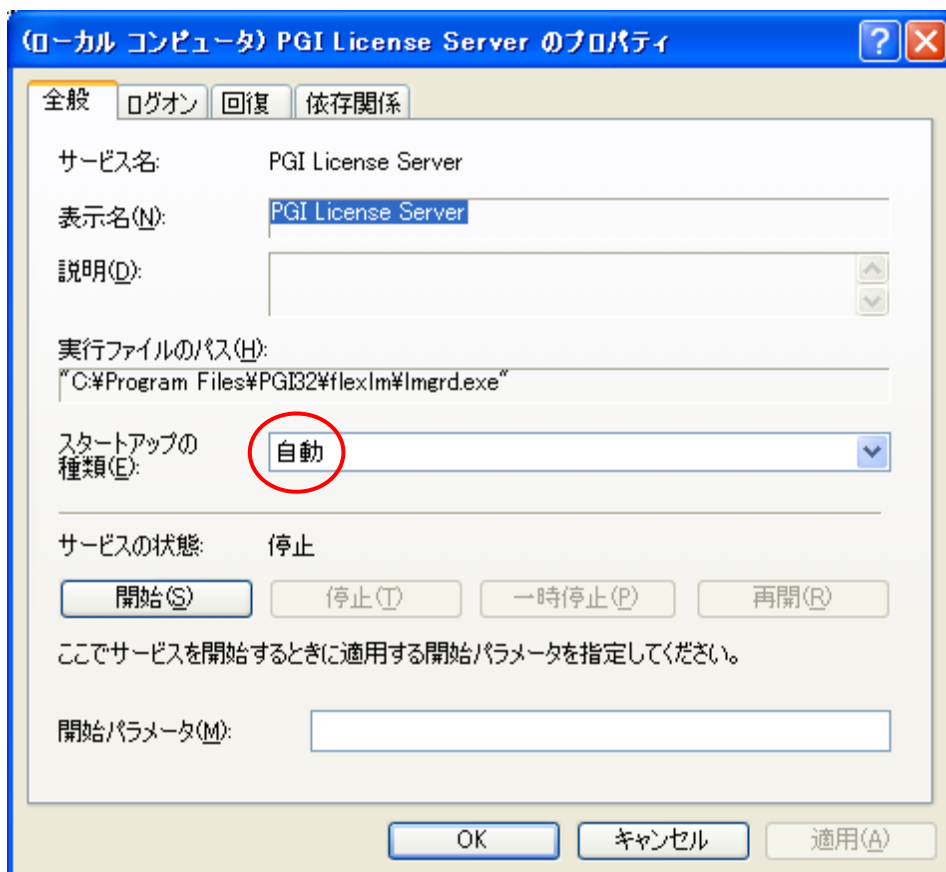 (ローカル コンピュータ) PGI License Server のプロパティ
全般 ログオン 回復 依存関係
サービス名: PGI License Server
表示名(N): PGI License Server
説明(D):
実行ファイルのパス(H):
"C:¥Program Files¥PGI32¥flexlm¥lmgrd.exe"
スタートアップの
種類(E): 自動
サービスの状態: 停止
開始(S) 停止(T) 一時停止(P) 再開(R)
ここでサービスを開始するときに適用する開始パラメータを指定してください。
開始パラメータ(M):
OK キャンセル 適用(A)